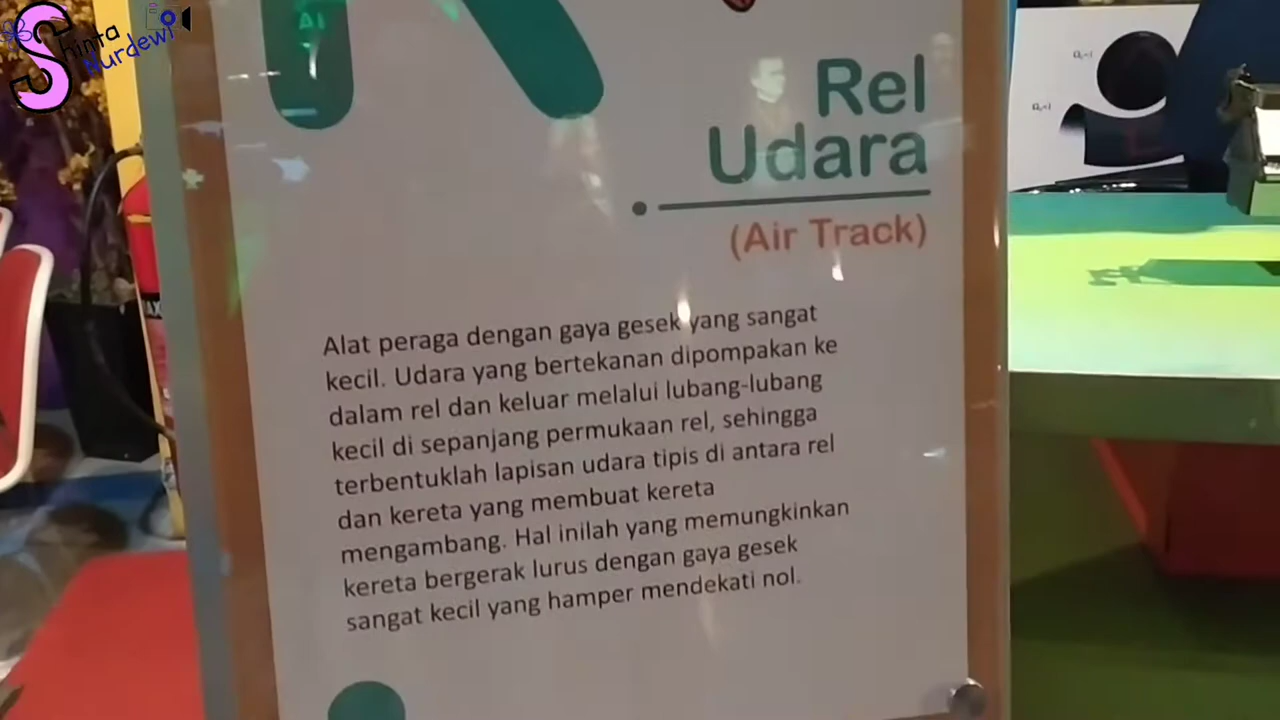 Shinta
Nurdewi
Rel
Udara
(Air Track)
Alat peraga dengan gaya gesek yang sangat
kecil. Udara yang bertekanan dipompakan ke
dalam rel dan keluar melalui lubang-lubang
kecil di sepanjang permukaan rel, sehingga
terbentuklah lapisan udara tipis di antara rel
dan kereta yang membuat kereta
mengambang. Hal inilah yang memungkinkan
kereta bergerak lurus dengan gaya gesek
sangat kecil yang hamper mendekati nol.